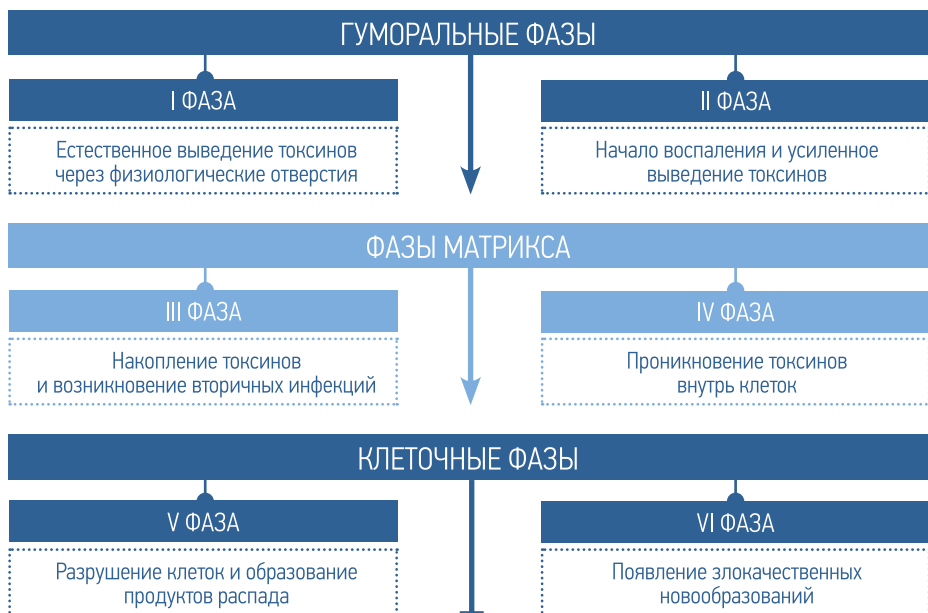 ГУМОРАЛЬНЫЕ ФАЗЫ
I ФАЗА
Естественное выведение токсинов
через физиологические отверстия
II ФАЗА
Начало воспаления и усиленное
выведение токсинов
ФАЗЫ МАТРИКСА
III ФАЗА
Накопление токсинов
и возникновение вторичных инфекций
IV ФАЗА
Проникновение токсинов
внутрь клеток
КЛЕТОЧНЫЕ ФАЗЫ
V ФАЗА
Разрушение клеток и образование
продуктов распада
VI ФАЗА
Появление злокачественных
новообразований